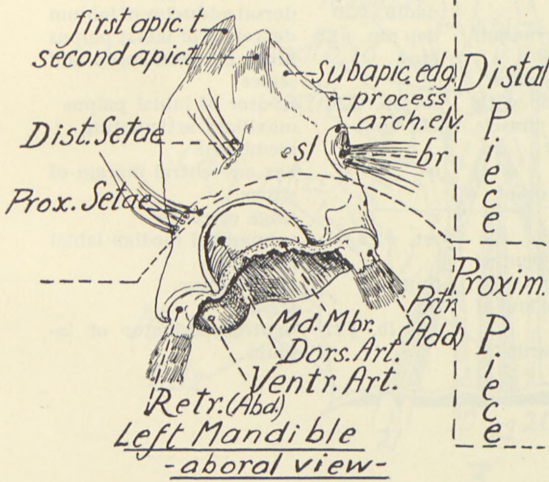 first apic. t
second apic. t
subapic. edg.
process
arch. elv.
br
Dist. Setae
sl
Prox. Setae
Distal
Piece
Proxim.
Piece
Prtr.
(Add)
Md. Mbr.
Dors. Art.
Ventr. Art.
Retr. (Abd.)
Left Mandible
-aboral view-